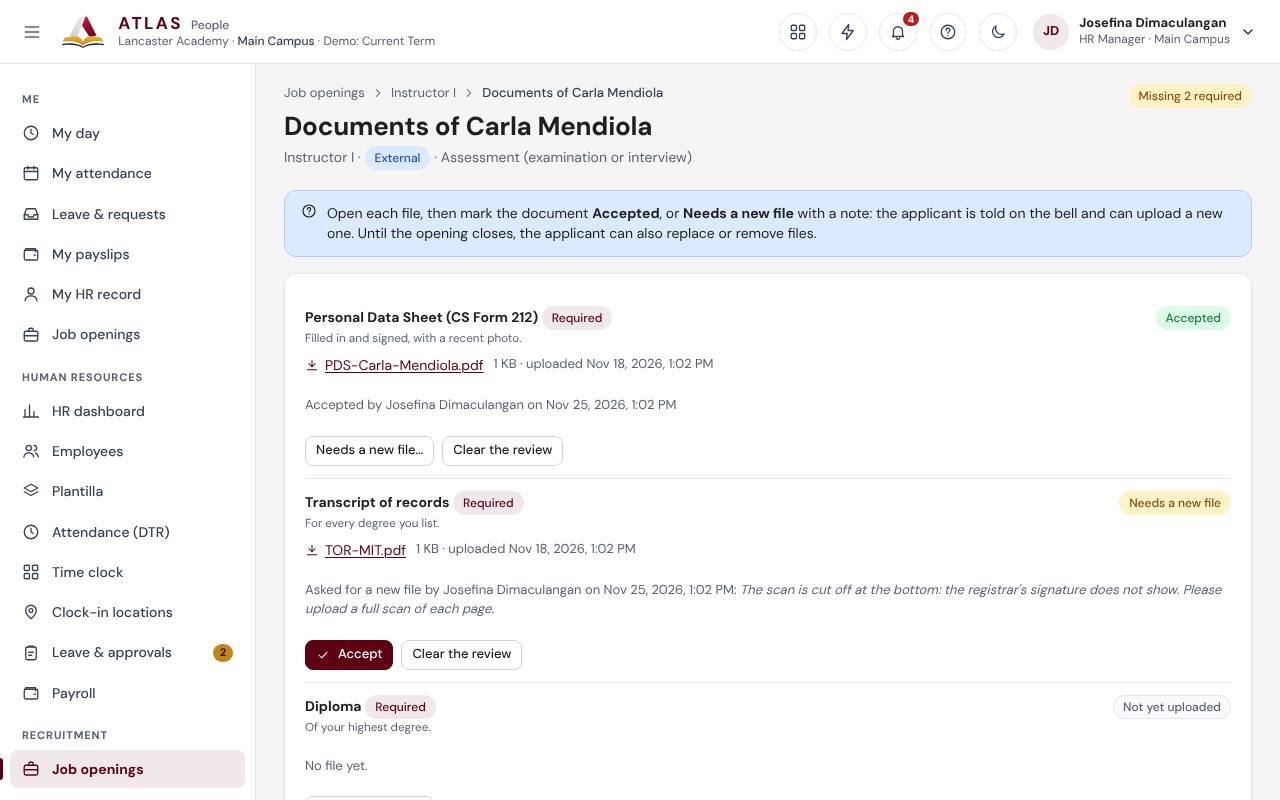 ATLAS People
Lancaster Academy · Main Campus · Demo: Current Term
4
JD
Josefina Dimaculangan
HR Manager · Main Campus
ME
My day
My attendance
Leave & requests
My payslips
My HR record
Job openings
HUMAN RESOURCES
HR dashboard
Employees
Plantilla
Attendance (DTR)
Time clock
Clock-in locations
Leave & approvals 2
Payroll
RECRUITMENT
Job openings
Job openings > Instructor I > Documents of Carla Mendiola
Missing 2 required
Documents of Carla Mendiola
Instructor I · External · Assessment (examination or interview)
Open each file, then mark the document Accepted, or Needs a new file with a note: the applicant is told on the bell and can upload a new
one. Until the opening closes, the applicant can also replace or remove files.
Personal Data Sheet (CS Form 212) Required
Accepted
Filled in and signed, with a recent photo.
PDS-Carla-Mendiola.pdf 1 KB · uploaded Nov 18, 2026, 1:02 PM
Accepted by Josefina Dimaculangan on Nov 25, 2026, 1:02 PM
Needs a new file… Clear the review
Transcript of records Required
Needs a new file
For every degree you list.
TOR-MIT.pdf 1 KB · uploaded Nov 18, 2026, 1:02 PM
Asked for a new file by Josefina Dimaculangan on Nov 25, 2026, 1:02 PM: The scan is cut off at the bottom: the registrar's signature does not show. Please
upload a full scan of each page.
Accept Clear the review
Diploma Required
Not yet uploaded
Of your highest degree.
No file yet.